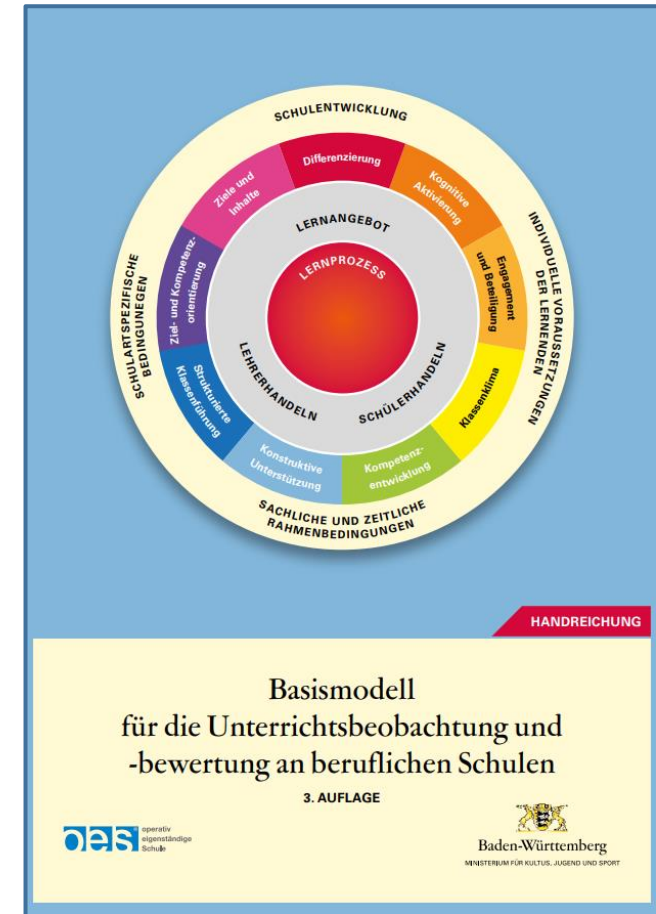 SCHULENTWICKLUNG
Differenzierung
Ziele und
Inhalte
Kognitive
Aktivierung
LERNANGEBOT
LERNPROZESS
Ziel- und Kompetenz-
orientierung
Engagement
und Beteiligung
SCHULARTSPEZIFISCHE
BEDINGUNEGEN
INDIVIDUELLE VORAUSSETZUNGEN
DER LERNENDEN
LEHRERHANDELN
SCHÜLERHANDELN
Strukturierte
Klassenführung
Klassenklima
Konstruktive
Unterstützung
Kompetenz-
entwicklung
SACHLICHE UND ZEITLICHE
RAHMENBEDINGUNGEN
HANDREICHUNG
Basismodell
für die Unterrichtsbeobachtung und
-bewertung an beruflichen Schulen
3. AUFLAGE
oes
operativ
eigenständige
Schule
Baden-Württemberg
MINISTERIUM FÜR KULTUS, JUGEND UND SPORT